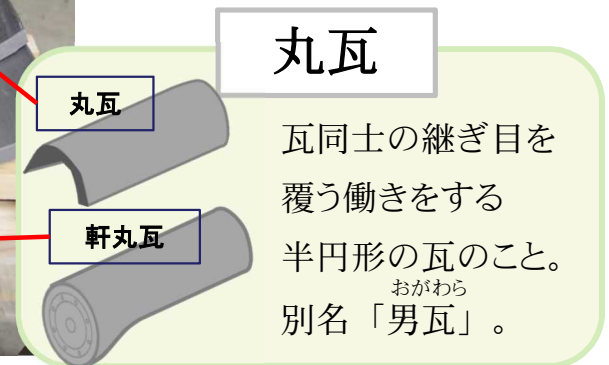 丸瓦
丸瓦
軒丸瓦
瓦同士の継ぎ目を
覆う働きをする
半円形の瓦のこと。
おがわら
別名「男瓦」。